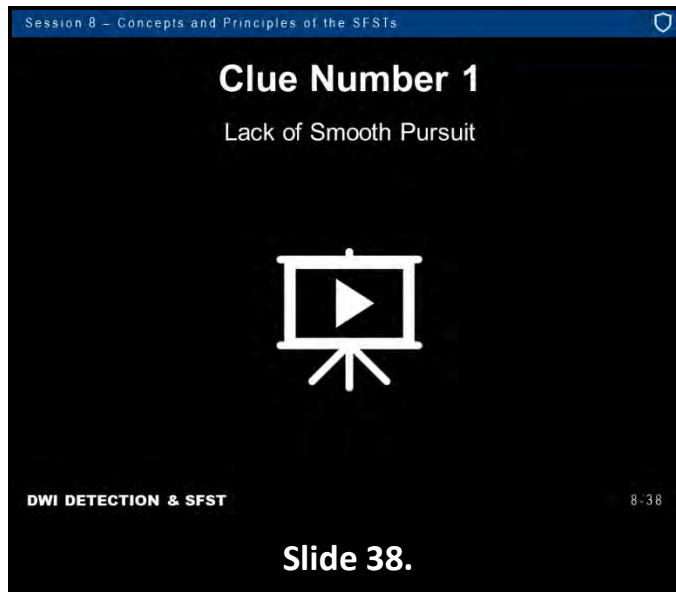 Session 8 – Concepts and Principles of the SFSTs
Clue Number 1
Lack of Smooth Pursuit
DWI DETECTION & SFST
8-38
Slide 38.